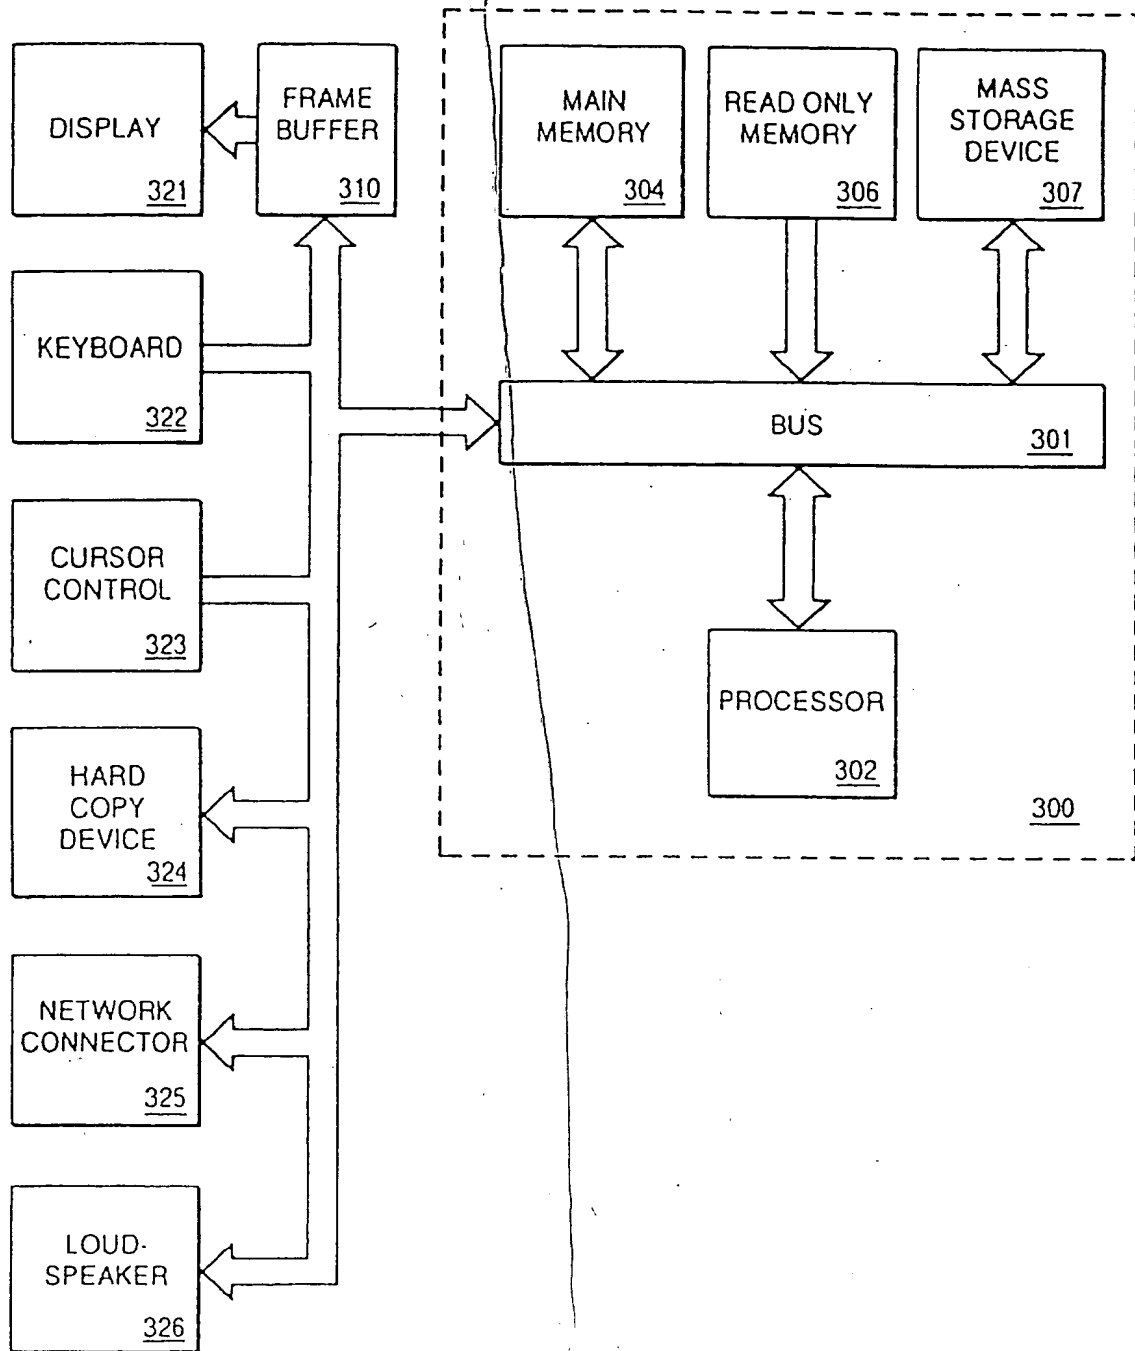 DISPLAY
321
FRAME
BUFFER
310
MAIN
MEMORY
304
READ ONLY
MEMORY
306
MASS
STORAGE
DEVICE
307
KEYBOARD
322
BUS
301
CURSOR
CONTROL
323
PROCESSOR
302
300
HARD
COPY
DEVICE
324
NETWORK
CONNECTOR
325
LOUD-
SPEAKER
326